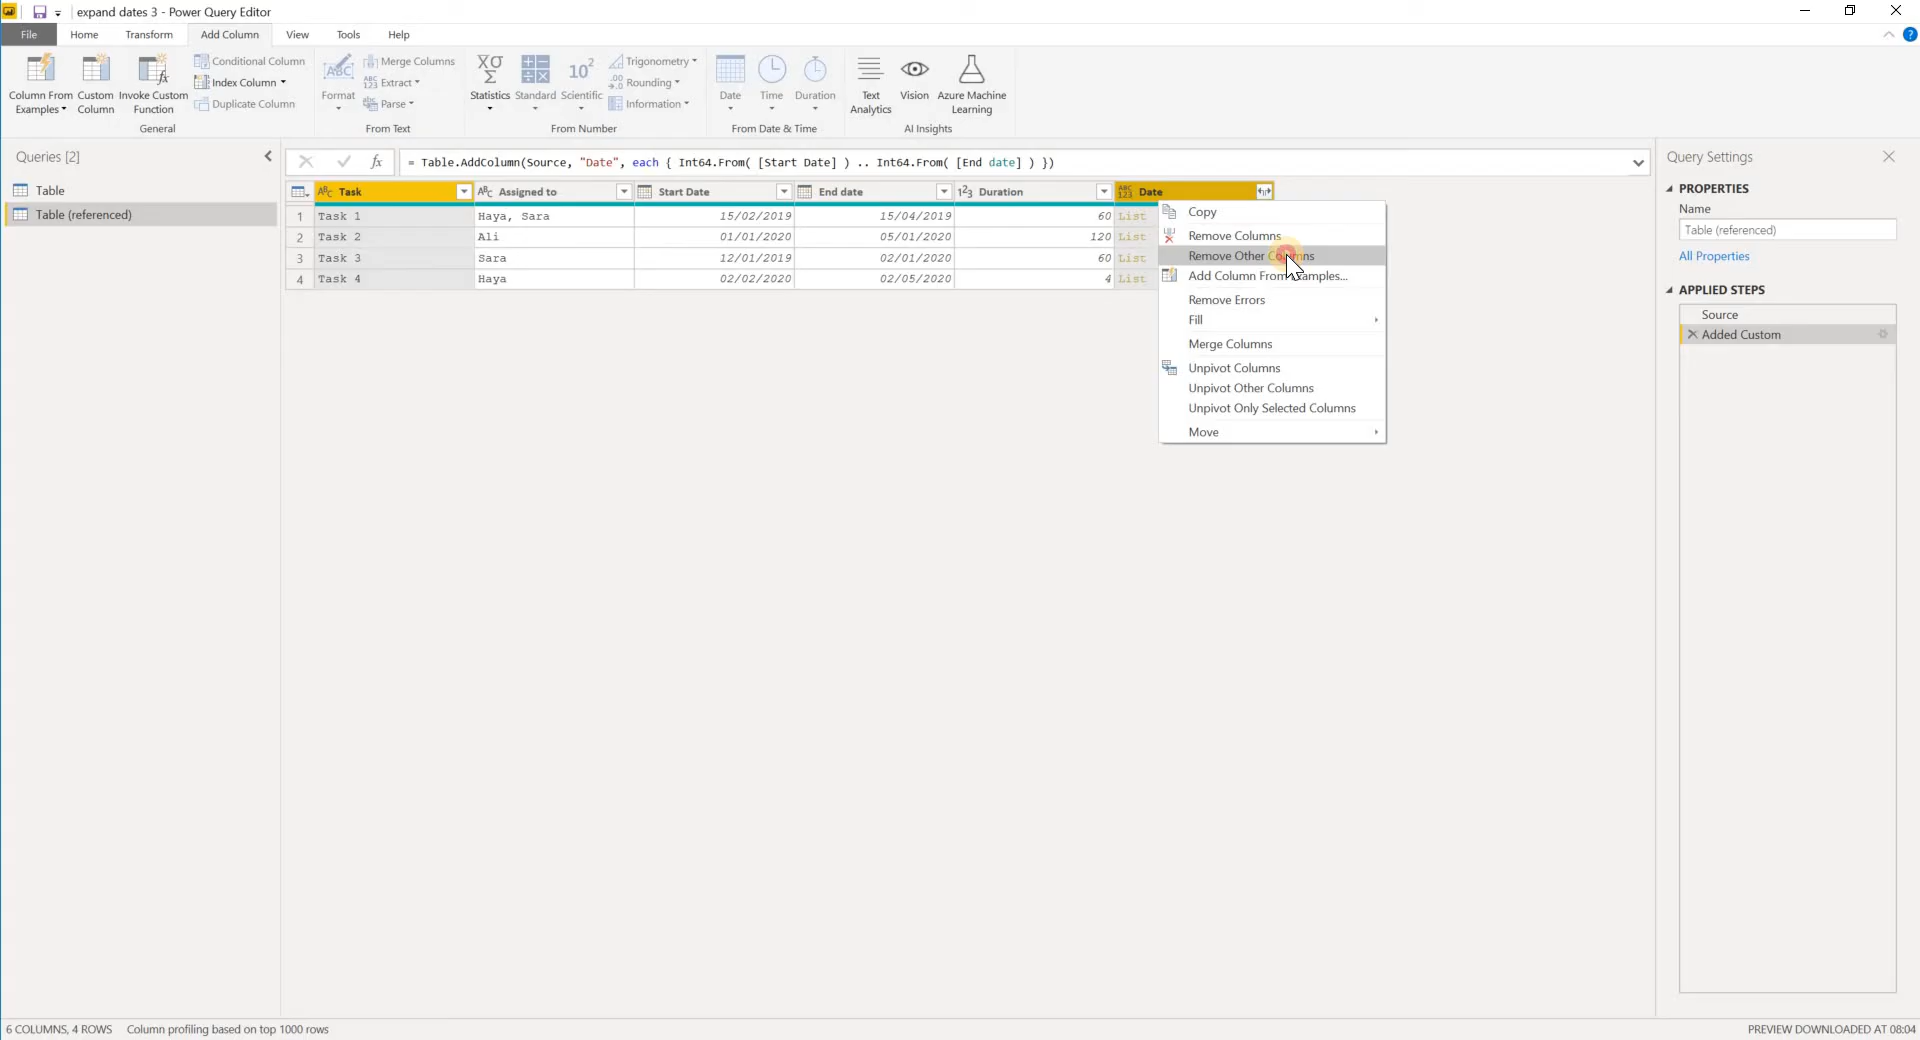 expand dates 3 - Power Query Editor
File Home Transform Add Column View Tools Help
Column From Examples
Custom Column
Invoke Custom Function
Conditional Column
Index Column
Duplicate Column
General
Format
Merge Columns
Extract
Parse
From Text
Statistics
Standard
Scientific
Trigonometry
Rounding
Information
From Number
Date
Time
Duration
From Date & Time
Text Analytics
Vision
Azure Machine Learning
AI Insights
Queries [2]
Table
Table (referenced)
= Table.AddColumn(Source, "Date", each { Int64.From( [Start Date] ) .. Int64.From( [End date] ) })
Task Assigned to Start Date End date Duration Date
1 Task 1 Haya, Sara 15/02/2019 15/04/2019 60 List
2 Task 2 Ali 01/01/2020 05/01/2020 120 List
3 Task 3 Sara 12/01/2019 02/01/2020 60 List
4 Task 4 Haya 02/02/2020 02/05/2020 4 List
Copy
Remove Columns
Remove Other Columns
Add Column From Examples...
Remove Errors
Fill
Merge Columns
Unpivot Columns
Unpivot Other Columns
Unpivot Only Selected Columns
Move
Query Settings
PROPERTIES
Name
Table (referenced)
All Properties
APPLIED STEPS
Source
Added Custom
6 COLUMNS, 4 ROWS Column profiling based on top 1000 rows
PREVIEW DOWNLOADED AT 08:04